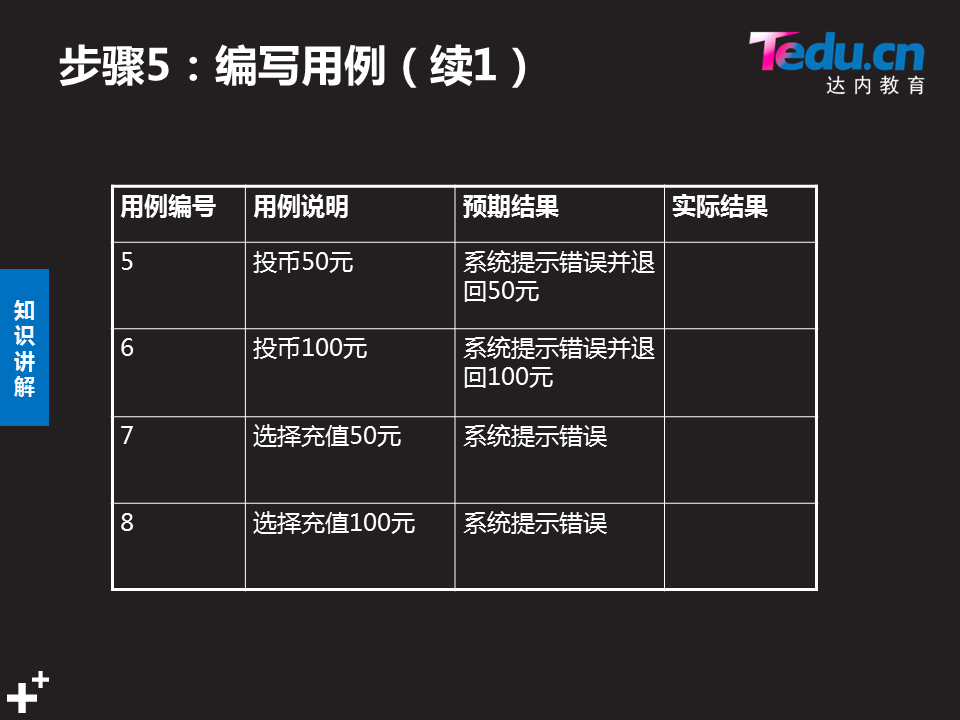 步骤5：编写用例（续1）
Tedu.cn
达内教育
知
识
讲
解
用例编号 用例说明 预期结果 实际结果
5 投币50元 系统提示错误并退
回50元
6 投币100元 系统提示错误并退
回100元
7 选择充值50元 系统提示错误
8 选择充值100元 系统提示错误